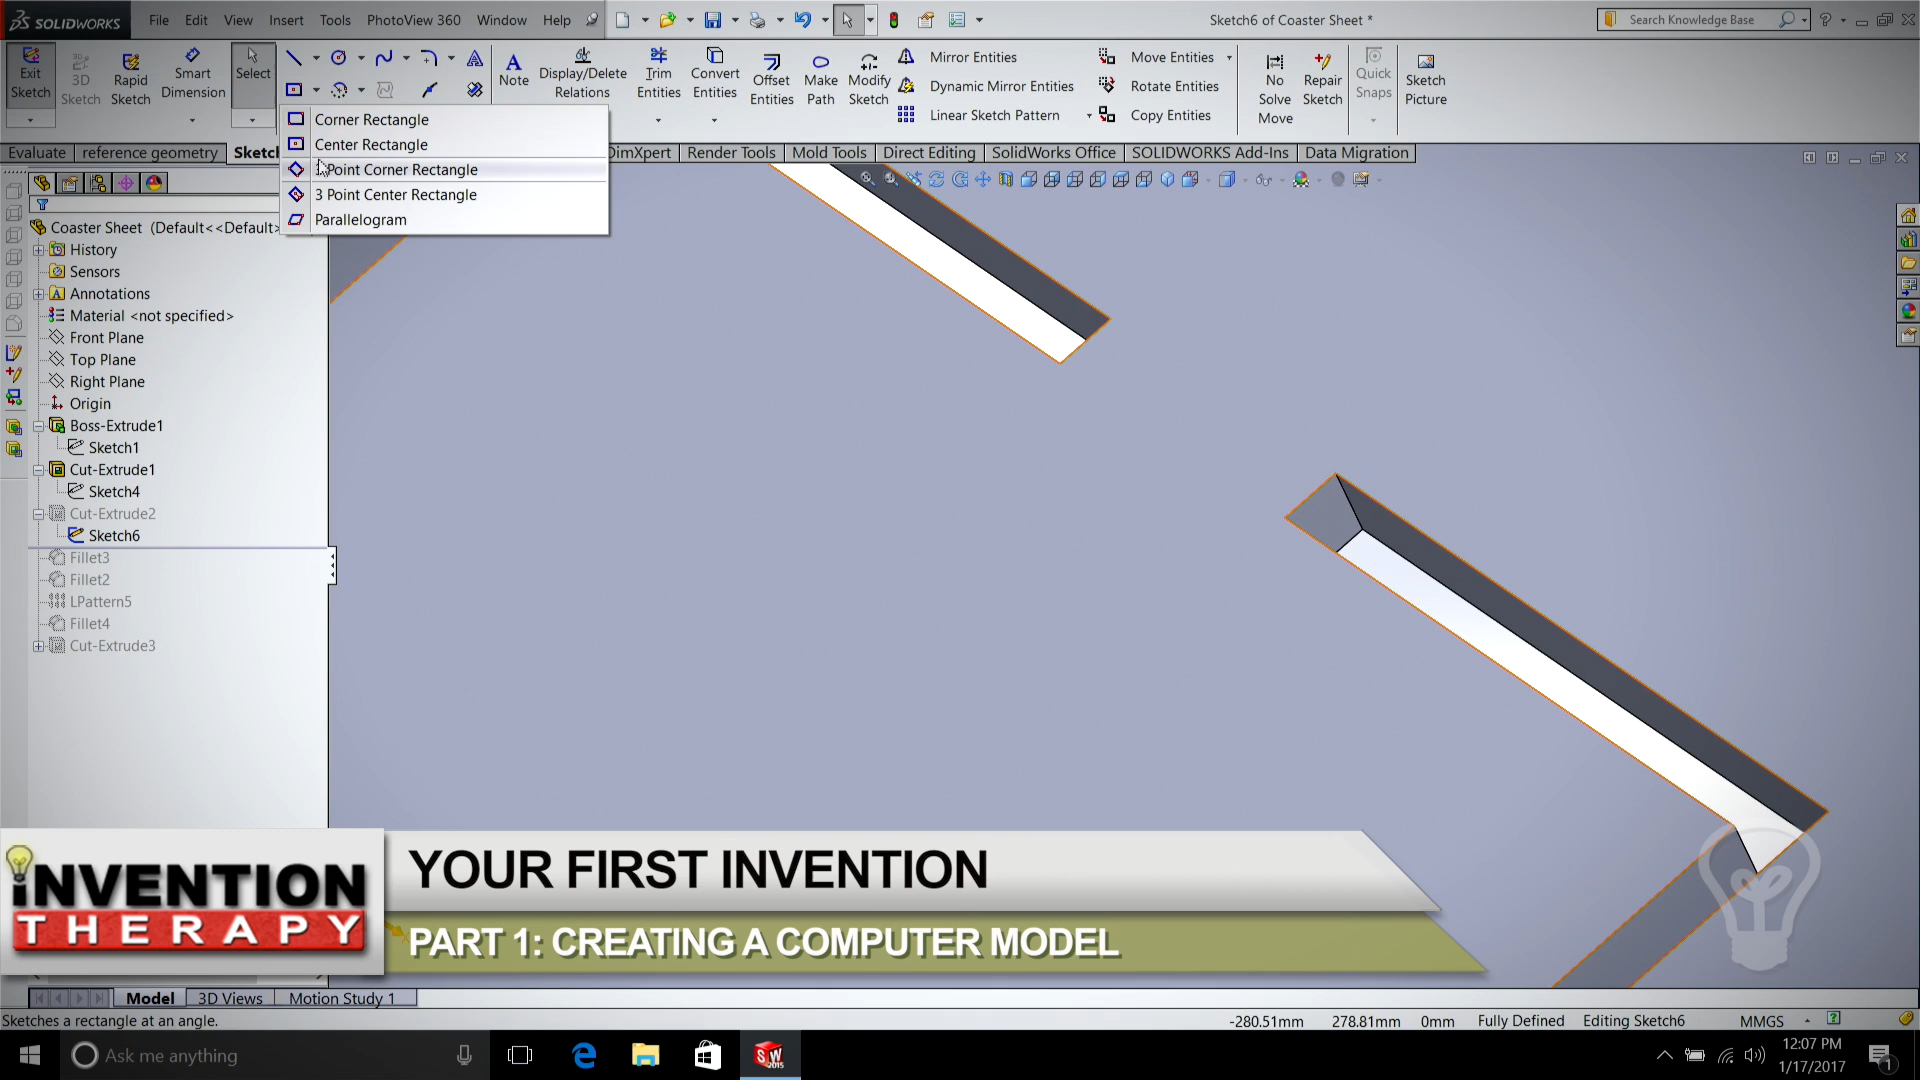 SOLIDWORKS
File Edit View Insert Tools PhotoView 360 Window Help
Sketch6 of Coaster Sheet *
Search Knowledge Base
Exit Sketch
3D Sketch
Rapid Sketch
Smart Dimension
Select
Note
Display/Delete Relations
Trim Entities
Convert Entities
Offset Entities
Make Path
Modify Sketch
Mirror Entities
Dynamic Mirror Entities
Linear Sketch Pattern
Move Entities
Rotate Entities
Copy Entities
No Solve Move
Repair Sketch
Quick Snaps
Sketch Picture
Corner Rectangle
Center Rectangle
Point Corner Rectangle
3 Point Center Rectangle
Parallelogram
Evaluate reference geometry Sketch DimXpert Render Tools Mold Tools Direct Editing SolidWorks Office SOLIDWORKS Add-Ins Data Migration
Coaster Sheet (Default<<Default>
History
Sensors
Annotations
Material <not specified>
Front Plane
Top Plane
Right Plane
Origin
Boss-Extrude1
Sketch1
Cut-Extrude1
Sketch4
Cut-Extrude2
Sketch6
Fillet3
Fillet2
LPattern5
Fillet4
Cut-Extrude3
INVENTION
THERAPY
YOUR FIRST INVENTION
PART 1: CREATING A COMPUTER MODEL
Model 3D Views Motion Study 1
Sketches a rectangle at an angle.
-280.51mm 278.81mm 0mm Fully Defined Editing Sketch6 MMGS
Ask me anything
SW
2015
12:07 PM
1/17/2017
1